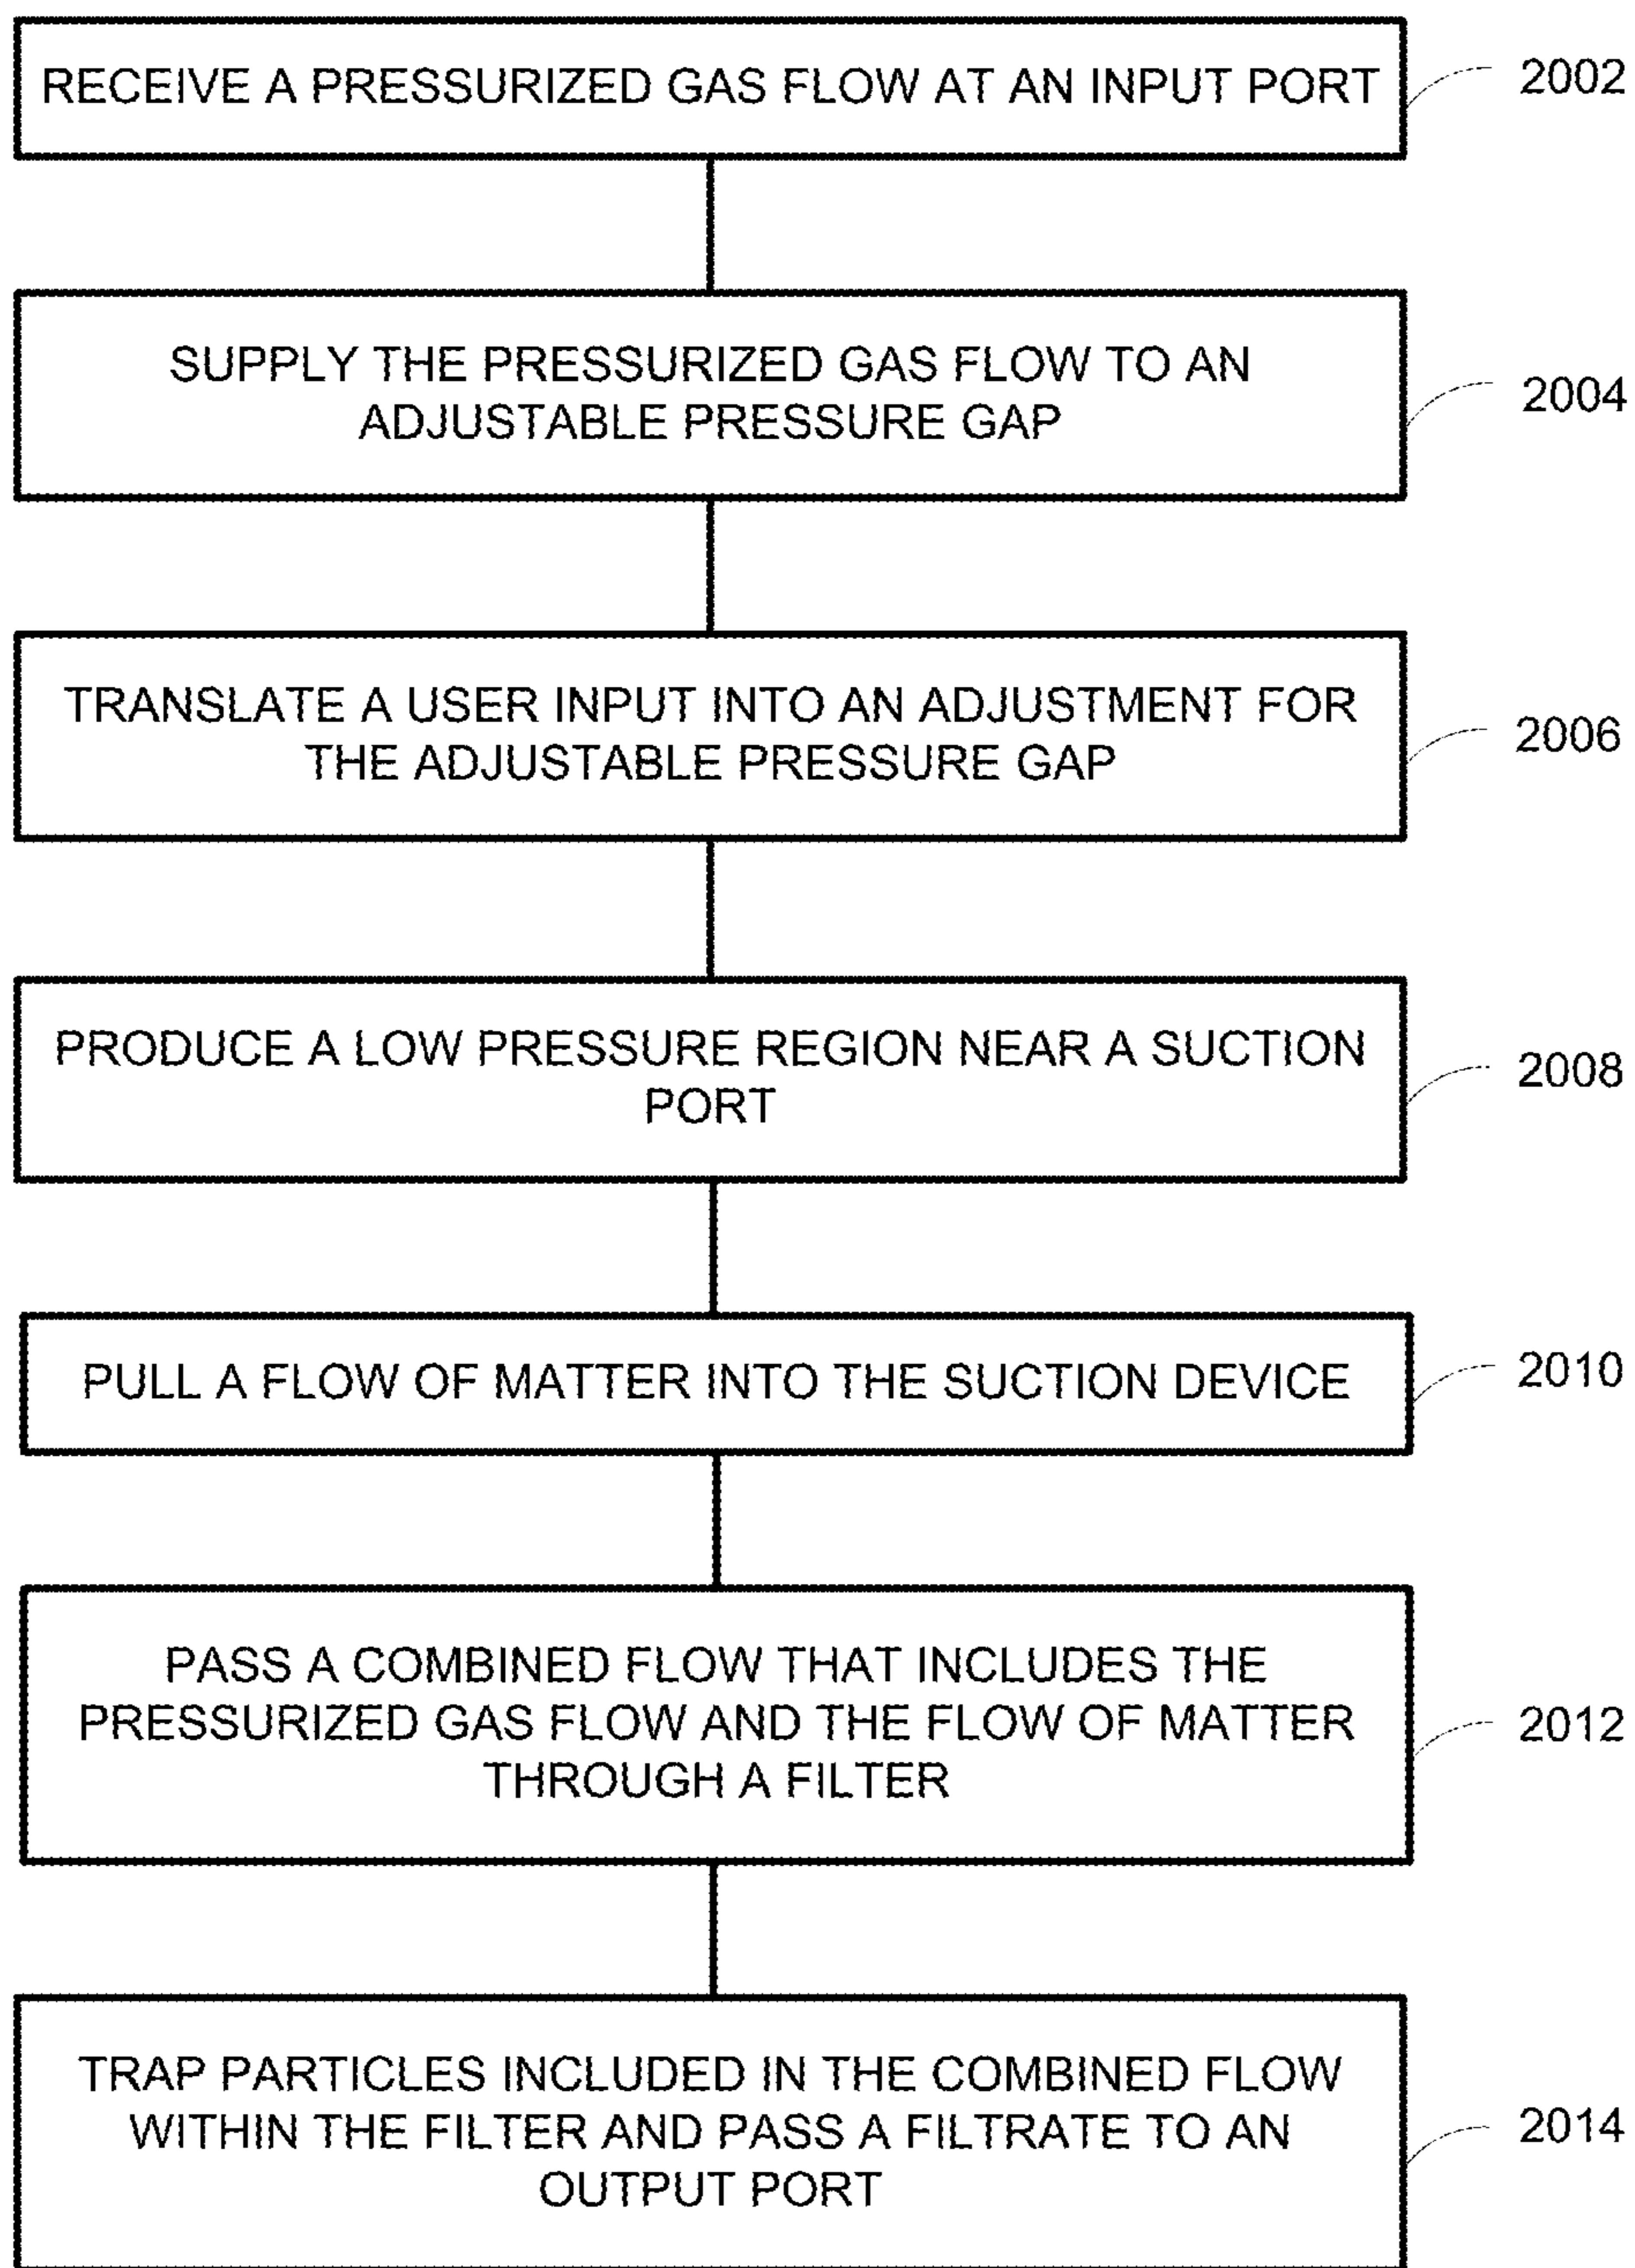 RECEIVE A PRESSURIZED GAS FLOW AT AN INPUT PORT
2002
SUPPLY THE PRESSURIZED GAS FLOW TO AN
ADJUSTABLE PRESSURE GAP
2004
TRANSLATE A USER INPUT INTO AN ADJUSTMENT FOR
THE ADJUSTABLE PRESSURE GAP
2006
PRODUCE A LOW PRESSURE REGION NEAR A SUCTION
PORT
2008
PULL A FLOW OF MATTER INTO THE SUCTION DEVICE
2010
PASS A COMBINED FLOW THAT INCLUDES THE
PRESSURIZED GAS FLOW AND THE FLOW OF MATTER
THROUGH A FILTER
2012
TRAP PARTICLES INCLUDED IN THE COMBINED FLOW
WITHIN THE FILTER AND PASS A FILTRATE TO AN
OUTPUT PORT
2014